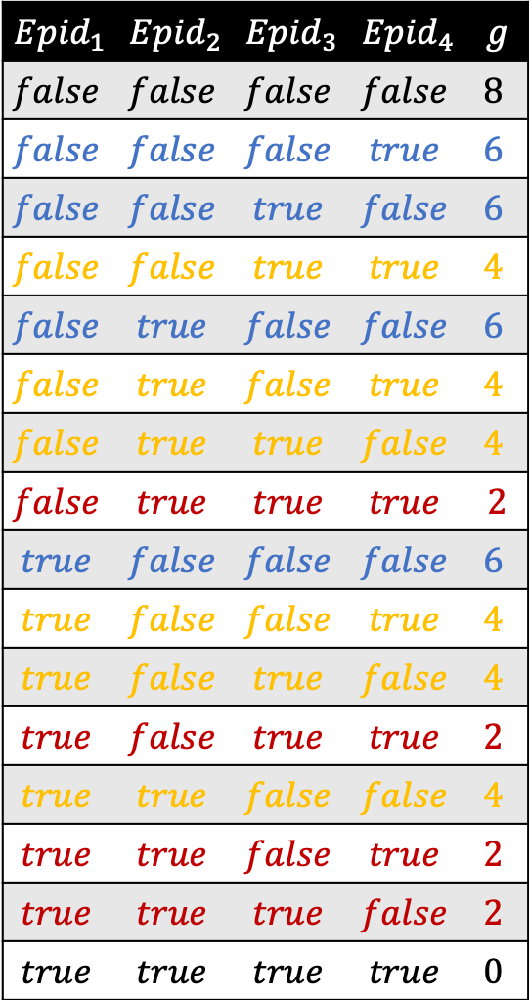 Epid₁ Epid₂ Epid₃ Epid₄ g
false false false false 8
false false false true 6
false false true false 6
false false true true 4
false true false false 6
false true false true 4
false true true false 4
false true true true 2
true false false false 6
true false false true 4
true false true false 4
true false true true 2
true true false false 4
true true false true 2
true true true false 2
true true true true 0